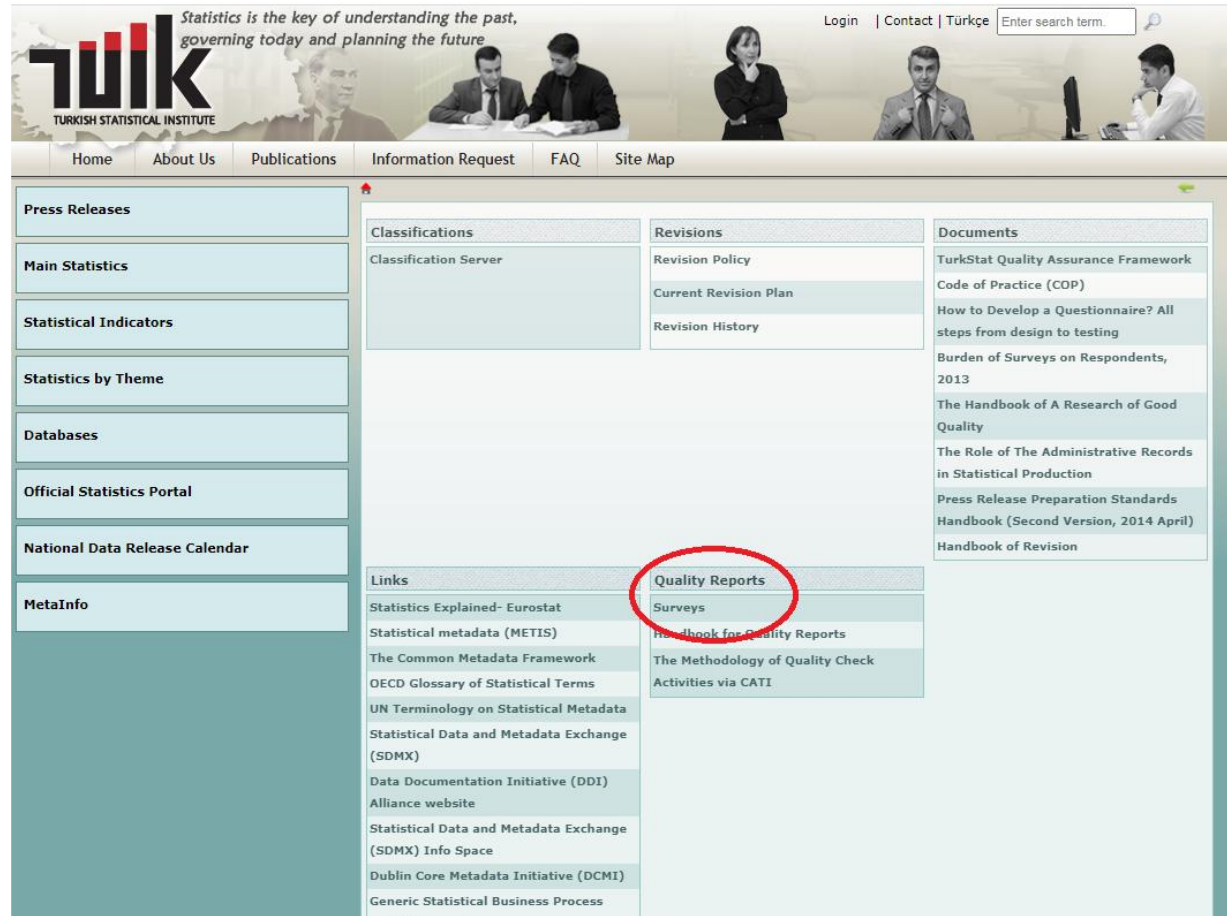 Statistics is the key of understanding the past,
governing today and planning the future
Login | Contact | Türkçe Enter search term.
TUİK
TURKISH STATISTICAL INSTITUTE
Home About Us Publications Information Request FAQ Site Map
Press Releases
Main Statistics
Statistical Indicators
Statistics by Theme
Databases
Official Statistics Portal
National Data Release Calendar
MetaInfo
Classifications
Classification Server
Revisions
Revision Policy
Current Revision Plan
Revision History
Documents
TurkStat Quality Assurance Framework
Code of Practice (COP)
How to Develop a Questionnaire? All
steps from design to testing
Burden of Surveys on Respondents,
2013
The Handbook of A Research of Good
Quality
The Role of The Administrative Records
in Statistical Production
Press Release Preparation Standards
Handbook (Second Version, 2014 April)
Handbook of Revision
Links
Statistics Explained- Eurostat
Statistical metadata (METIS)
The Common Metadata Framework
OECD Glossary of Statistical Terms
UN Terminology on Statistical Metadata
Statistical Data and Metadata Exchange
(SDMX)
Data Documentation Initiative (DDI)
Alliance website
Statistical Data and Metadata Exchange
(SDMX) Info Space
Dublin Core Metadata Initiative (DCMI)
Generic Statistical Business Process
Quality Reports
Surveys
Handbook for Quality Reports
The Methodology of Quality Check
Activities via CATI